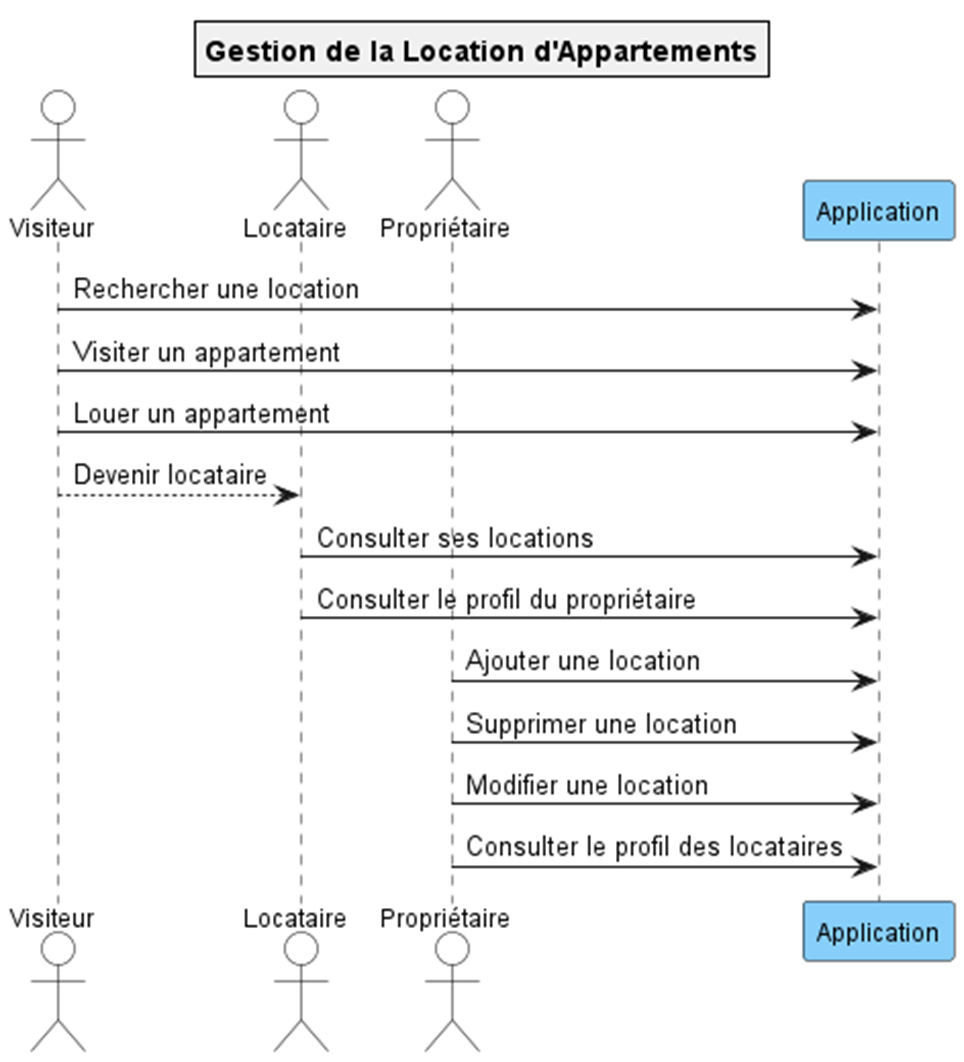 Gestion de la Location d'Appartements
Visiteur
Locataire
Propriétaire
Application
Rechercher une location
Visiter un appartement
Louer un appartement
Devenir locataire
Consulter ses locations
Consulter le profil du propriétaire
Ajouter une location
Supprimer une location
Modifier une location
Consulter le profil des locataires
Visiteur
Locataire
Propriétaire
Application